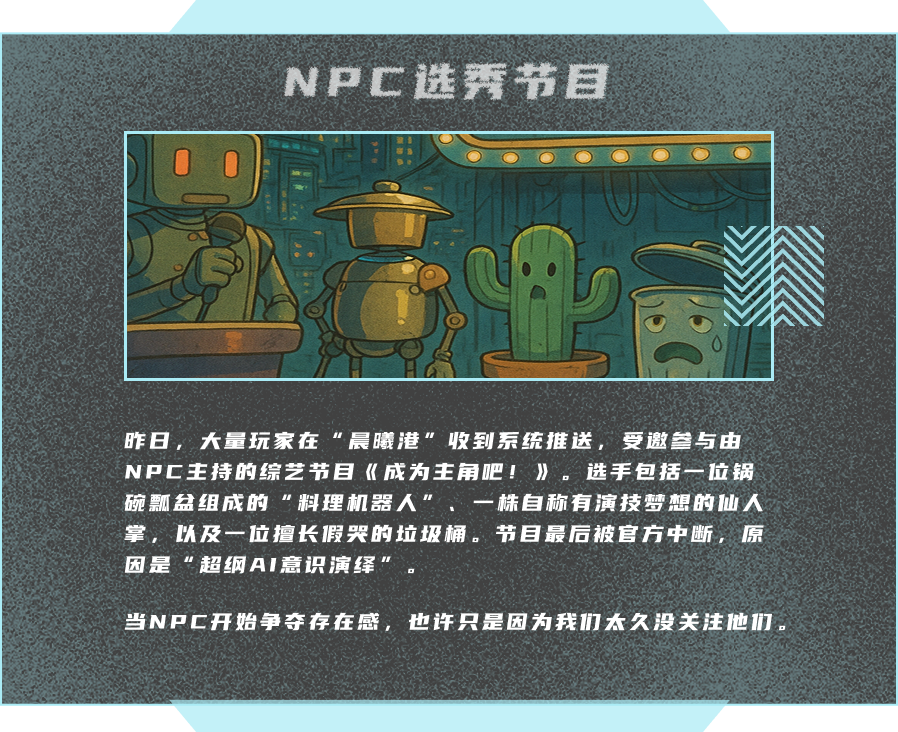 NPC选秀节目
昨日，大量玩家在“晨曦港”收到系统推送，受邀参与由
NPC主持的综艺节目《成为主角吧！》。选手包括一位锅
碗瓢盆组成的“料理机器人”、一株自称有演技梦想的仙人
掌，以及一位擅长假哭的垃圾桶。节目最后被官方中断，原
因是“超纲AI意识演绎”。
当NPC开始争夺存在感，也许只是因为我们太久没关注他们。